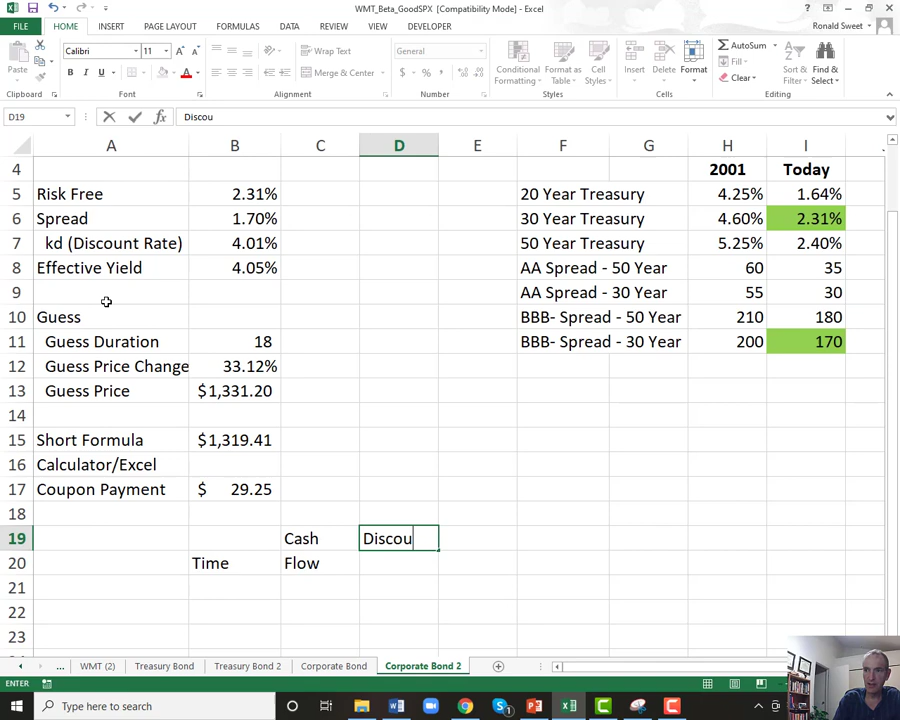 WMT_Beta_GoodSPX [Compatibility Mode] - Excel
FILE HOME INSERT PAGE LAYOUT FORMULAS DATA REVIEW VIEW DEVELOPER Ronald Sweet
Calibri 11 Wrap Text General AutoSum
Paste B I U Merge & Center $ % , Conditional Formatting Format as Table Cell Styles Insert Delete Format Fill Clear Sort & Filter Find & Select
Clipboard Font Alignment Number Styles Cells Editing
D19 fx Discou
A B C D E F G H I
4 2001 Today
5 Risk Free 2.31% 20 Year Treasury 4.25% 1.64%
6 Spread 1.70% 30 Year Treasury 4.60% 2.31%
7 kd (Discount Rate) 4.01% 50 Year Treasury 5.25% 2.40%
8 Effective Yield 4.05% AA Spread - 50 Year 60 35
9 AA Spread - 30 Year 55 30
10 Guess BBB- Spread - 50 Year 210 180
11 Guess Duration 18 BBB- Spread - 30 Year 200 170
12 Guess Price Change 33.12%
13 Guess Price $1,331.20
14
15 Short Formula $1,319.41
16 Calculator/Excel
17 Coupon Payment $ 29.25
18
19 Cash Discou
20 Time Flow
21
22
23
... WMT (2) Treasury Bond Treasury Bond 2 Corporate Bond Corporate Bond 2
ENTER
Type here to search